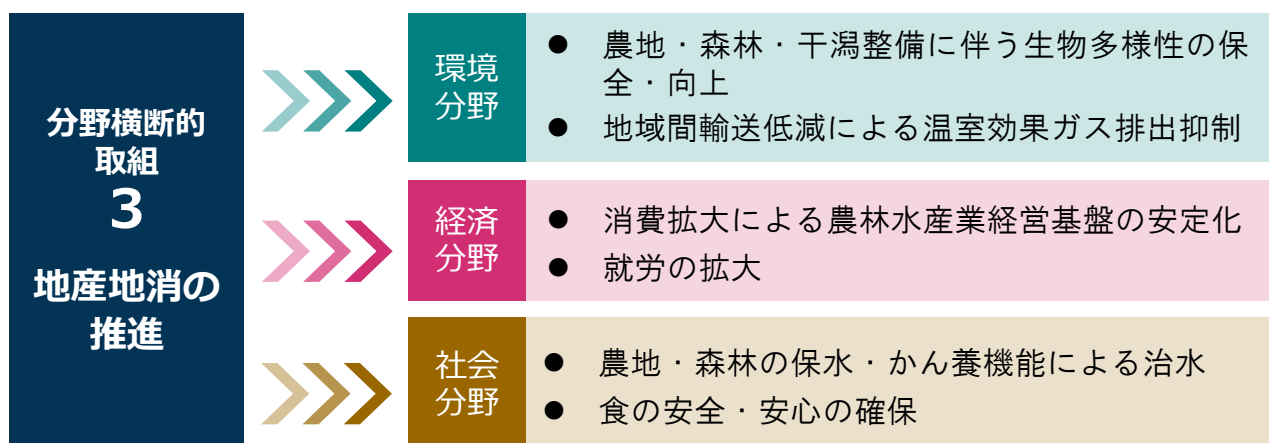 分野横断的
取組
3
地産地消の
推進
環境
分野
● 農地・森林・干潟整備に伴う生物多様性の保
全・向上
● 地域間輸送低減による温室効果ガス排出抑制
経済
分野
● 消費拡大による農林水産業経営基盤の安定化
● 就労の拡大
社会
分野
● 農地・森林の保水・かん養機能による治水
● 食の安全・安心の確保